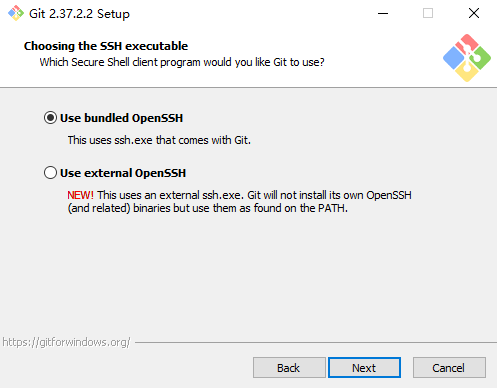 Git 2.37.2.2 Setup
Choosing the SSH executable
Which Secure Shell client program would you like Git to use?
Use bundled OpenSSH
This uses ssh.exe that comes with Git.
Use external OpenSSH
NEW! This uses an external ssh.exe. Git will not install its own OpenSSH
(and related) binaries but use them as found on the PATH.
https://gitforwindows.org/
Back Next Cancel